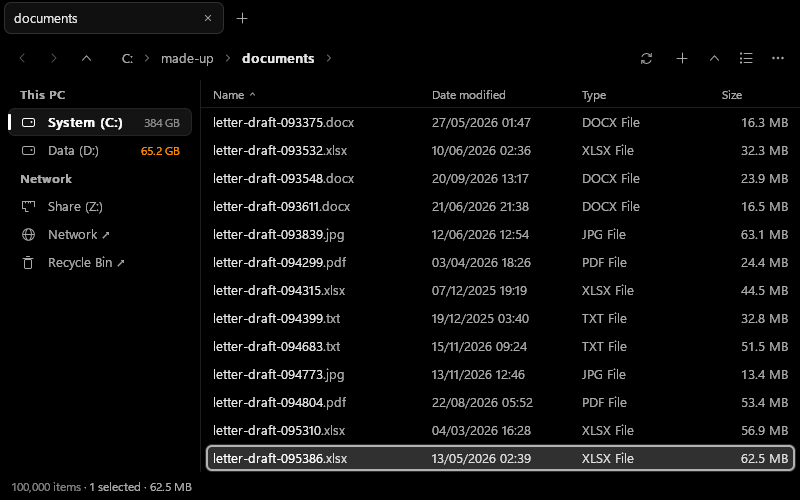 documents
C: made-up documents
This PC
System (C:) 384 GB
Data (D:) 65.2 GB
Network
Share (Z:)
Network
Recycle Bin
Name Date modified Type Size
letter-draft-093375.docx 27/05/2026 01:47 DOCX File 16.3 MB
letter-draft-093532.xlsx 10/06/2026 02:36 XLSX File 32.3 MB
letter-draft-093548.docx 20/09/2026 13:17 DOCX File 23.9 MB
letter-draft-093611.docx 21/06/2026 21:38 DOCX File 16.5 MB
letter-draft-093839.jpg 12/06/2026 12:54 JPG File 63.1 MB
letter-draft-094299.pdf 03/04/2026 18:26 PDF File 24.4 MB
letter-draft-094315.xlsx 07/12/2025 19:19 XLSX File 44.5 MB
letter-draft-094399.txt 19/12/2025 03:40 TXT File 32.8 MB
letter-draft-094683.txt 15/11/2026 09:24 TXT File 51.5 MB
letter-draft-094773.jpg 13/11/2026 12:46 JPG File 13.4 MB
letter-draft-094804.pdf 22/08/2026 05:52 PDF File 53.4 MB
letter-draft-095310.xlsx 04/03/2026 16:28 XLSX File 56.9 MB
letter-draft-095386.xlsx 13/05/2026 02:39 XLSX File 62.5 MB
100,000 items · 1 selected · 62.5 MB